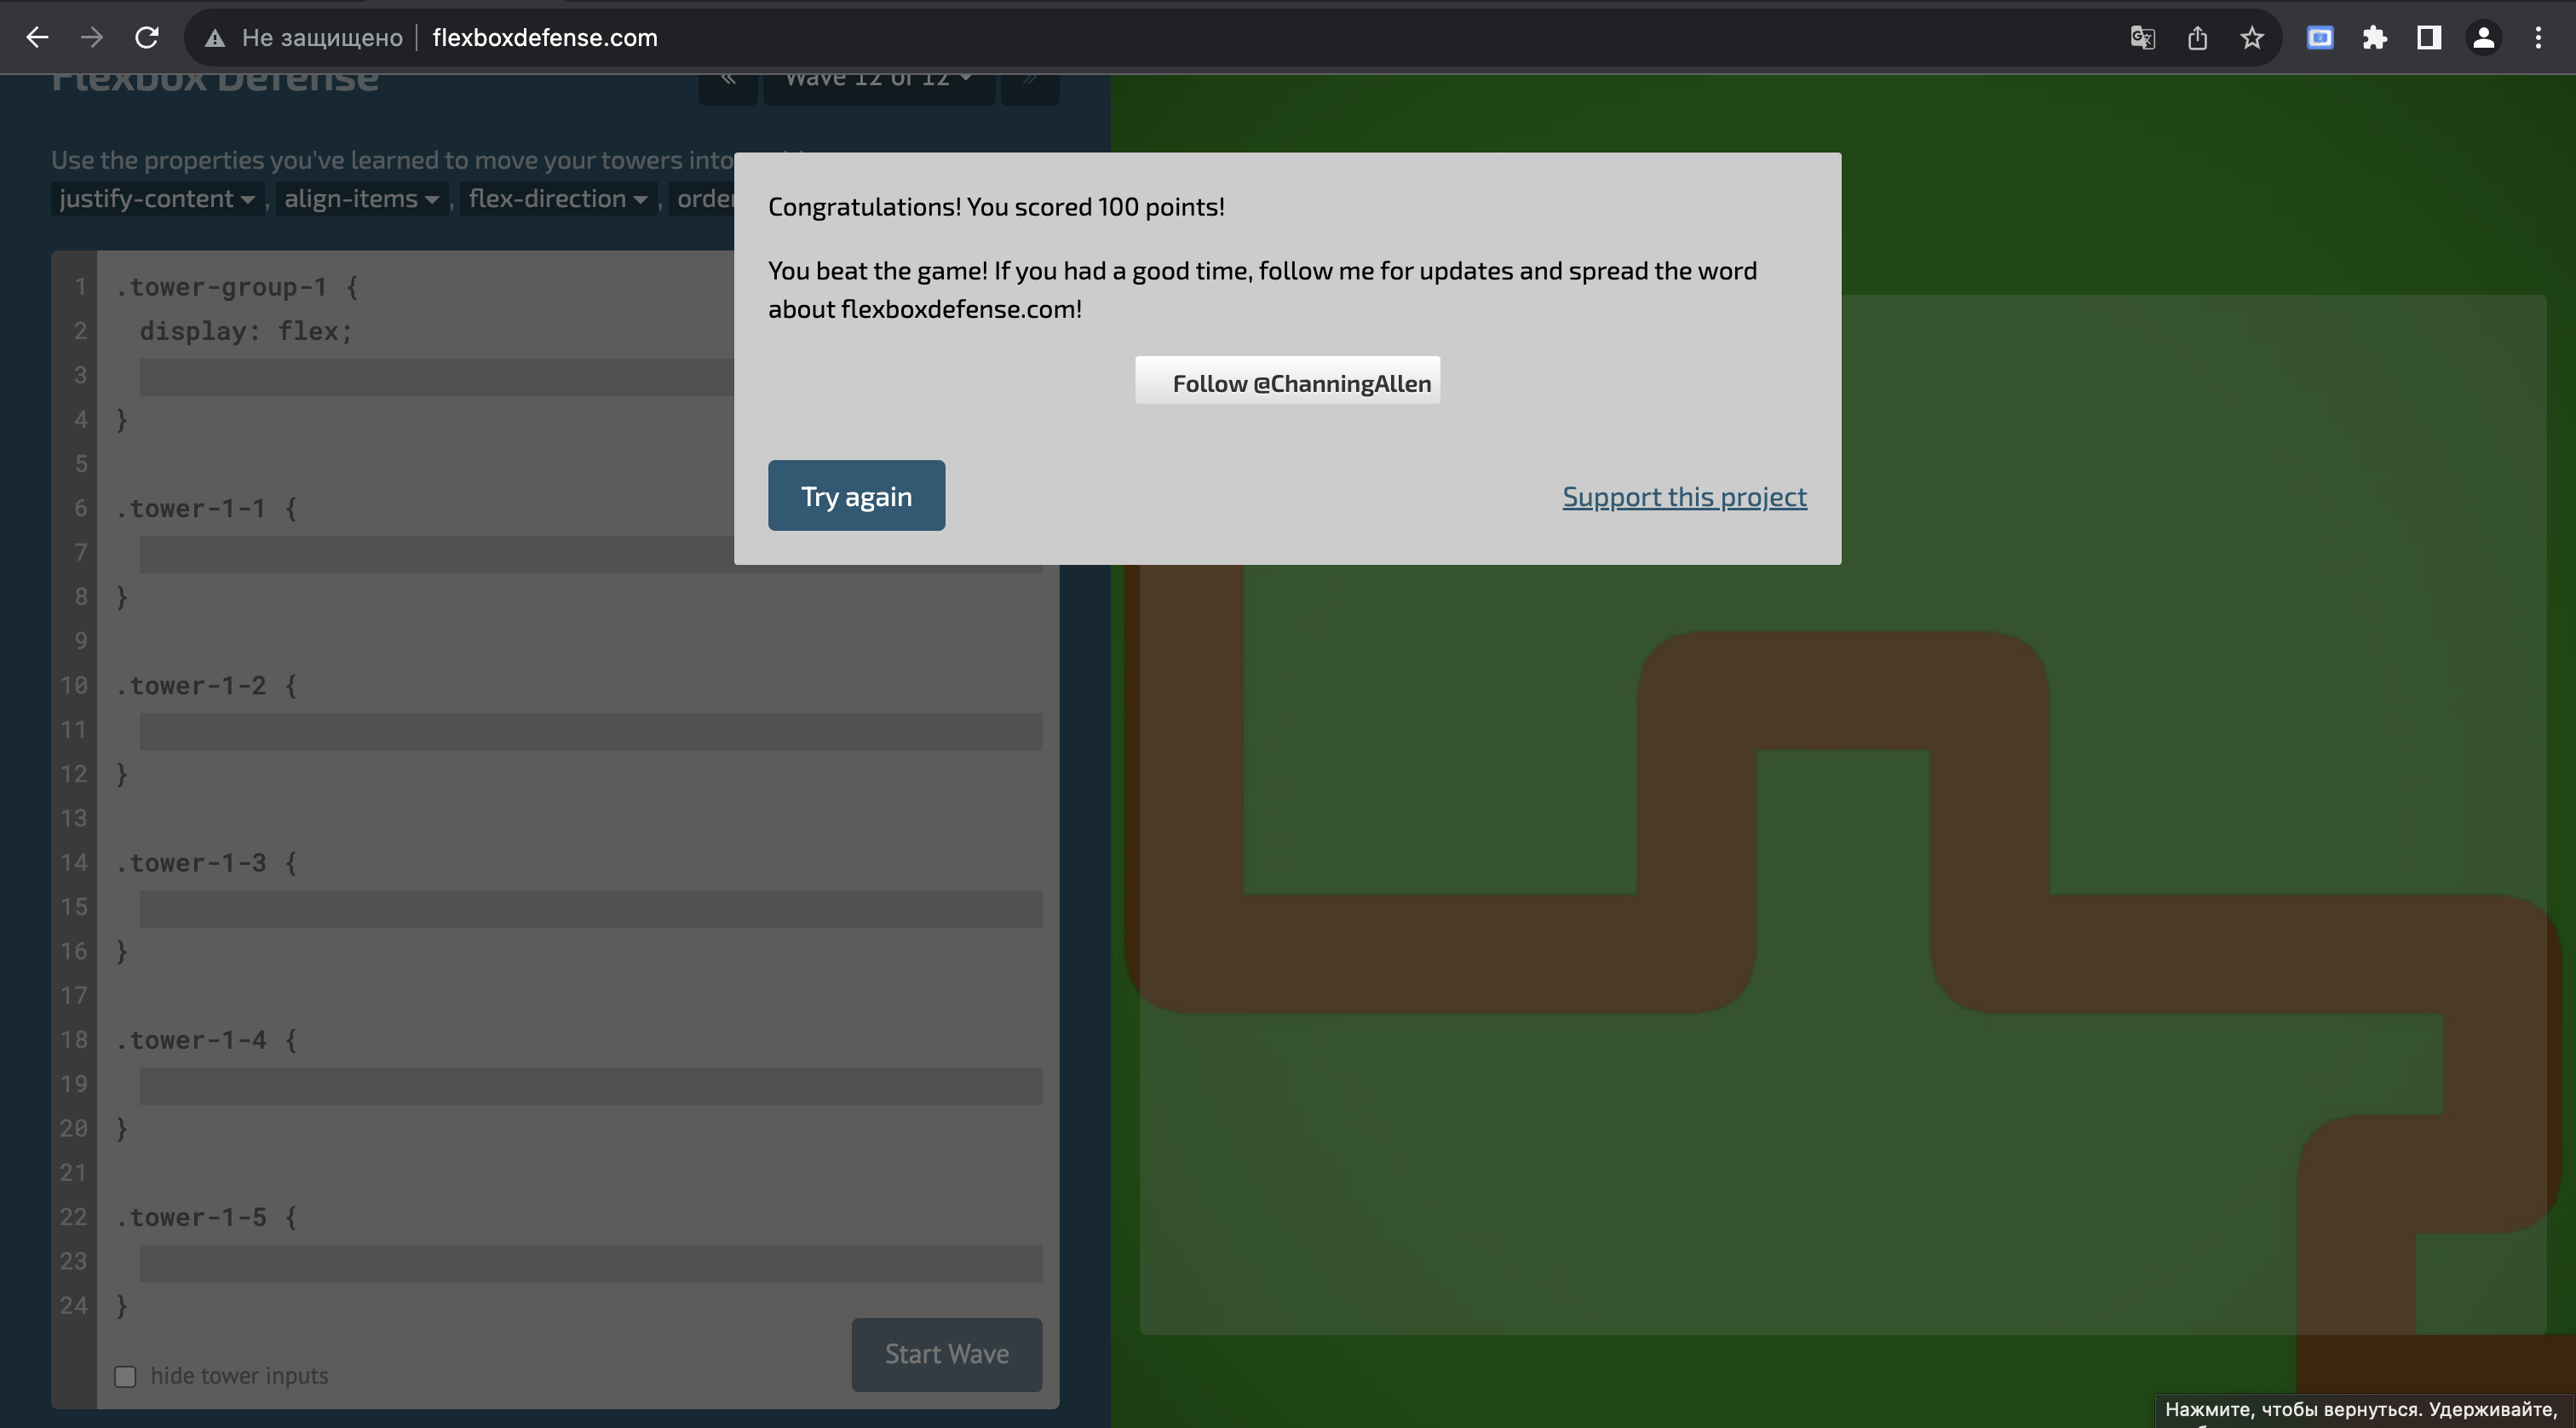 Не защищено flexboxdefense.com
Flexbox Defense
« Wave 12 of 12 »
Use the properties you've learned to move your towers into
justify-content , align-items , flex-direction , order
Congratulations! You scored 100 points!
You beat the game! If you had a good time, follow me for updates and spread the word
about flexboxdefense.com!
Follow @ChanningAllen
Try again
Support this project
1 .tower-group-1 {
2 display: flex;
3
4 }
5
6 .tower-1-1 {
7
8 }
9
10 .tower-1-2 {
11
12 }
13
14 .tower-1-3 {
15
16 }
17
18 .tower-1-4 {
19
20 }
21
22 .tower-1-5 {
23
24 }
hide tower inputs
Start Wave
Нажмите, чтобы вернуться. Удерживайте,